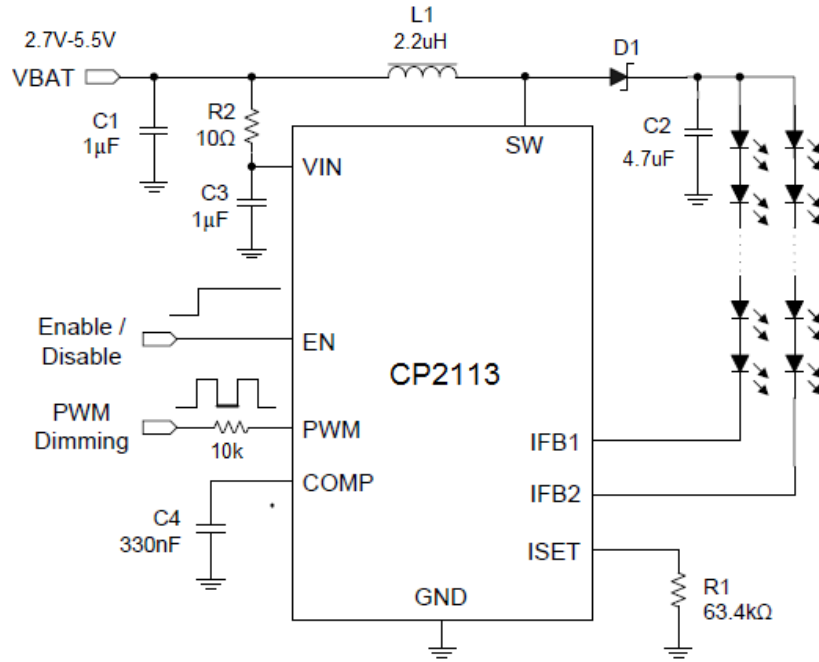 L1
2.2uH
2.7V-5.5V
VBAT
D1
C1
1μF
R2
10Ω
SW
C2
4.7uF
VIN
C3
1μF
Enable /
Disable
EN
CP2113
PWM
Dimming
10k
PWM
IFB1
COMP
IFB2
C4
330nF
ISET
R1
63.4kΩ
GND